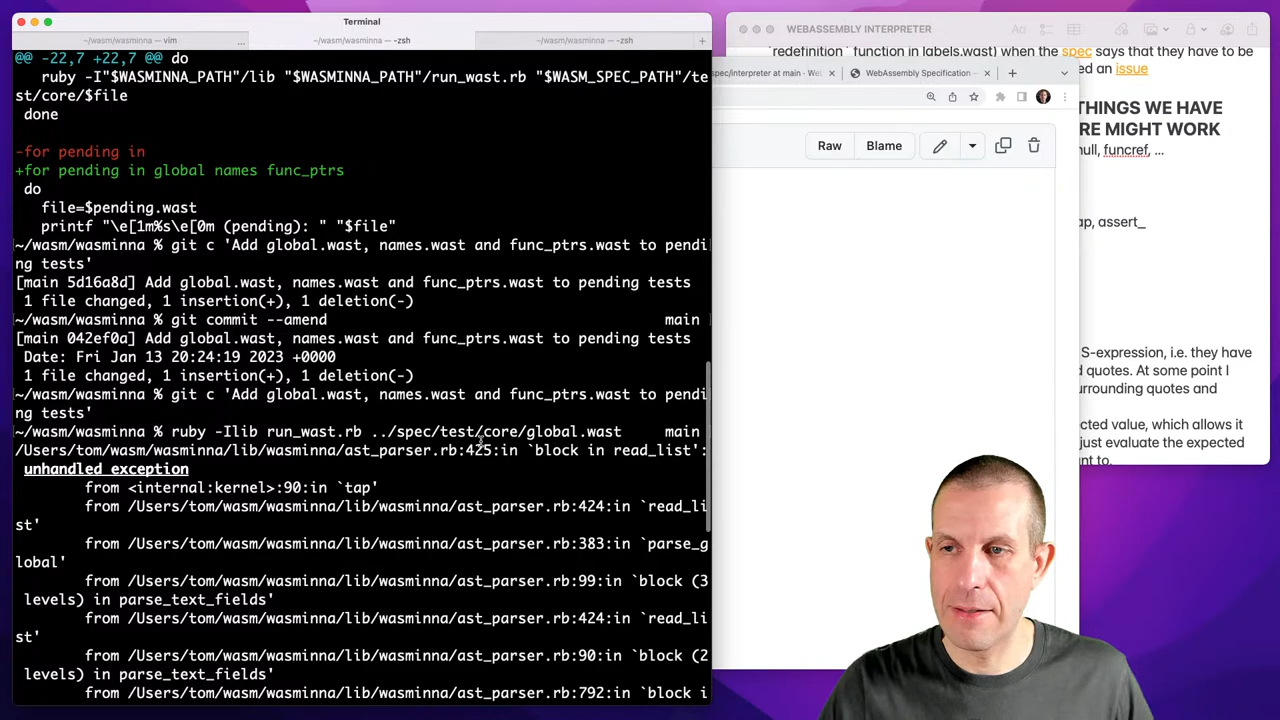 Terminal
~/wasm/wasminna — vim
...
~/wasm/wasminna — -zsh
~/wasm/wasminna — -zsh
+
@@ -22,7 +22,7 @@ do
ruby -I"$WASMINNA_PATH"/lib "$WASMINNA_PATH"/run_wast.rb "$WASM_SPEC_PATH"/te
st/core/$file
done
-for pending in
+for pending in global names func_ptrs
do
file=$pending.wast
printf "\e[1m%s\e[0m (pending): " "$file"
~/wasm/wasminna % git c 'Add global.wast, names.wast and func_ptrs.wast to pendi
ng tests'
[main 5d16a8d] Add global.wast, names.wast and func_ptrs.wast to pending tests
1 file changed, 1 insertion(+), 1 deletion(-)
~/wasm/wasminna % git commit --amend main
[main 042ef0a] Add global.wast, names.wast and func_ptrs.wast to pending tests
Date: Fri Jan 13 20:24:19 2023 +0000
1 file changed, 1 insertion(+), 1 deletion(-)
~/wasm/wasminna % git c 'Add global.wast, names.wast and func_ptrs.wast to pendi
ng tests'
~/wasm/wasminna % ruby -Ilib run_wast.rb ../spec/test/core/global.wast main
/Users/tom/wasm/wasminna/lib/wasminna/ast_parser.rb:425:in `block in read_list':
unhandled exception
from <internal:kernel>:90:in `tap'
from /Users/tom/wasm/wasminna/lib/wasminna/ast_parser.rb:424:in `read_li
st'
from /Users/tom/wasm/wasminna/lib/wasminna/ast_parser.rb:383:in `parse_g
lobal'
from /Users/tom/wasm/wasminna/lib/wasminna/ast_parser.rb:99:in `block (3
levels) in parse_text_fields'
from /Users/tom/wasm/wasminna/lib/wasminna/ast_parser.rb:424:in `read_li
st'
from /Users/tom/wasm/wasminna/lib/wasminna/ast_parser.rb:90:in `block (2
levels) in parse_text_fields'
from /Users/tom/wasm/wasminna/lib/wasminna/ast_parser.rb:792:in `block i
WEBASSEMBLY INTERPRETER
`redefinition` function in labels.wast) when the spec says that they have to be
ed an issue
spec/interpreter at main · We
WebAssembly Specification —
Raw
Blame
THINGS WE HAVE
RE MIGHT WORK
null, funcref, ...
ap, assert_
S-expression, i.e. they have
d quotes. At some point I
urrounding quotes and
cted value, which allows it
just evaluate the expected
ant to.